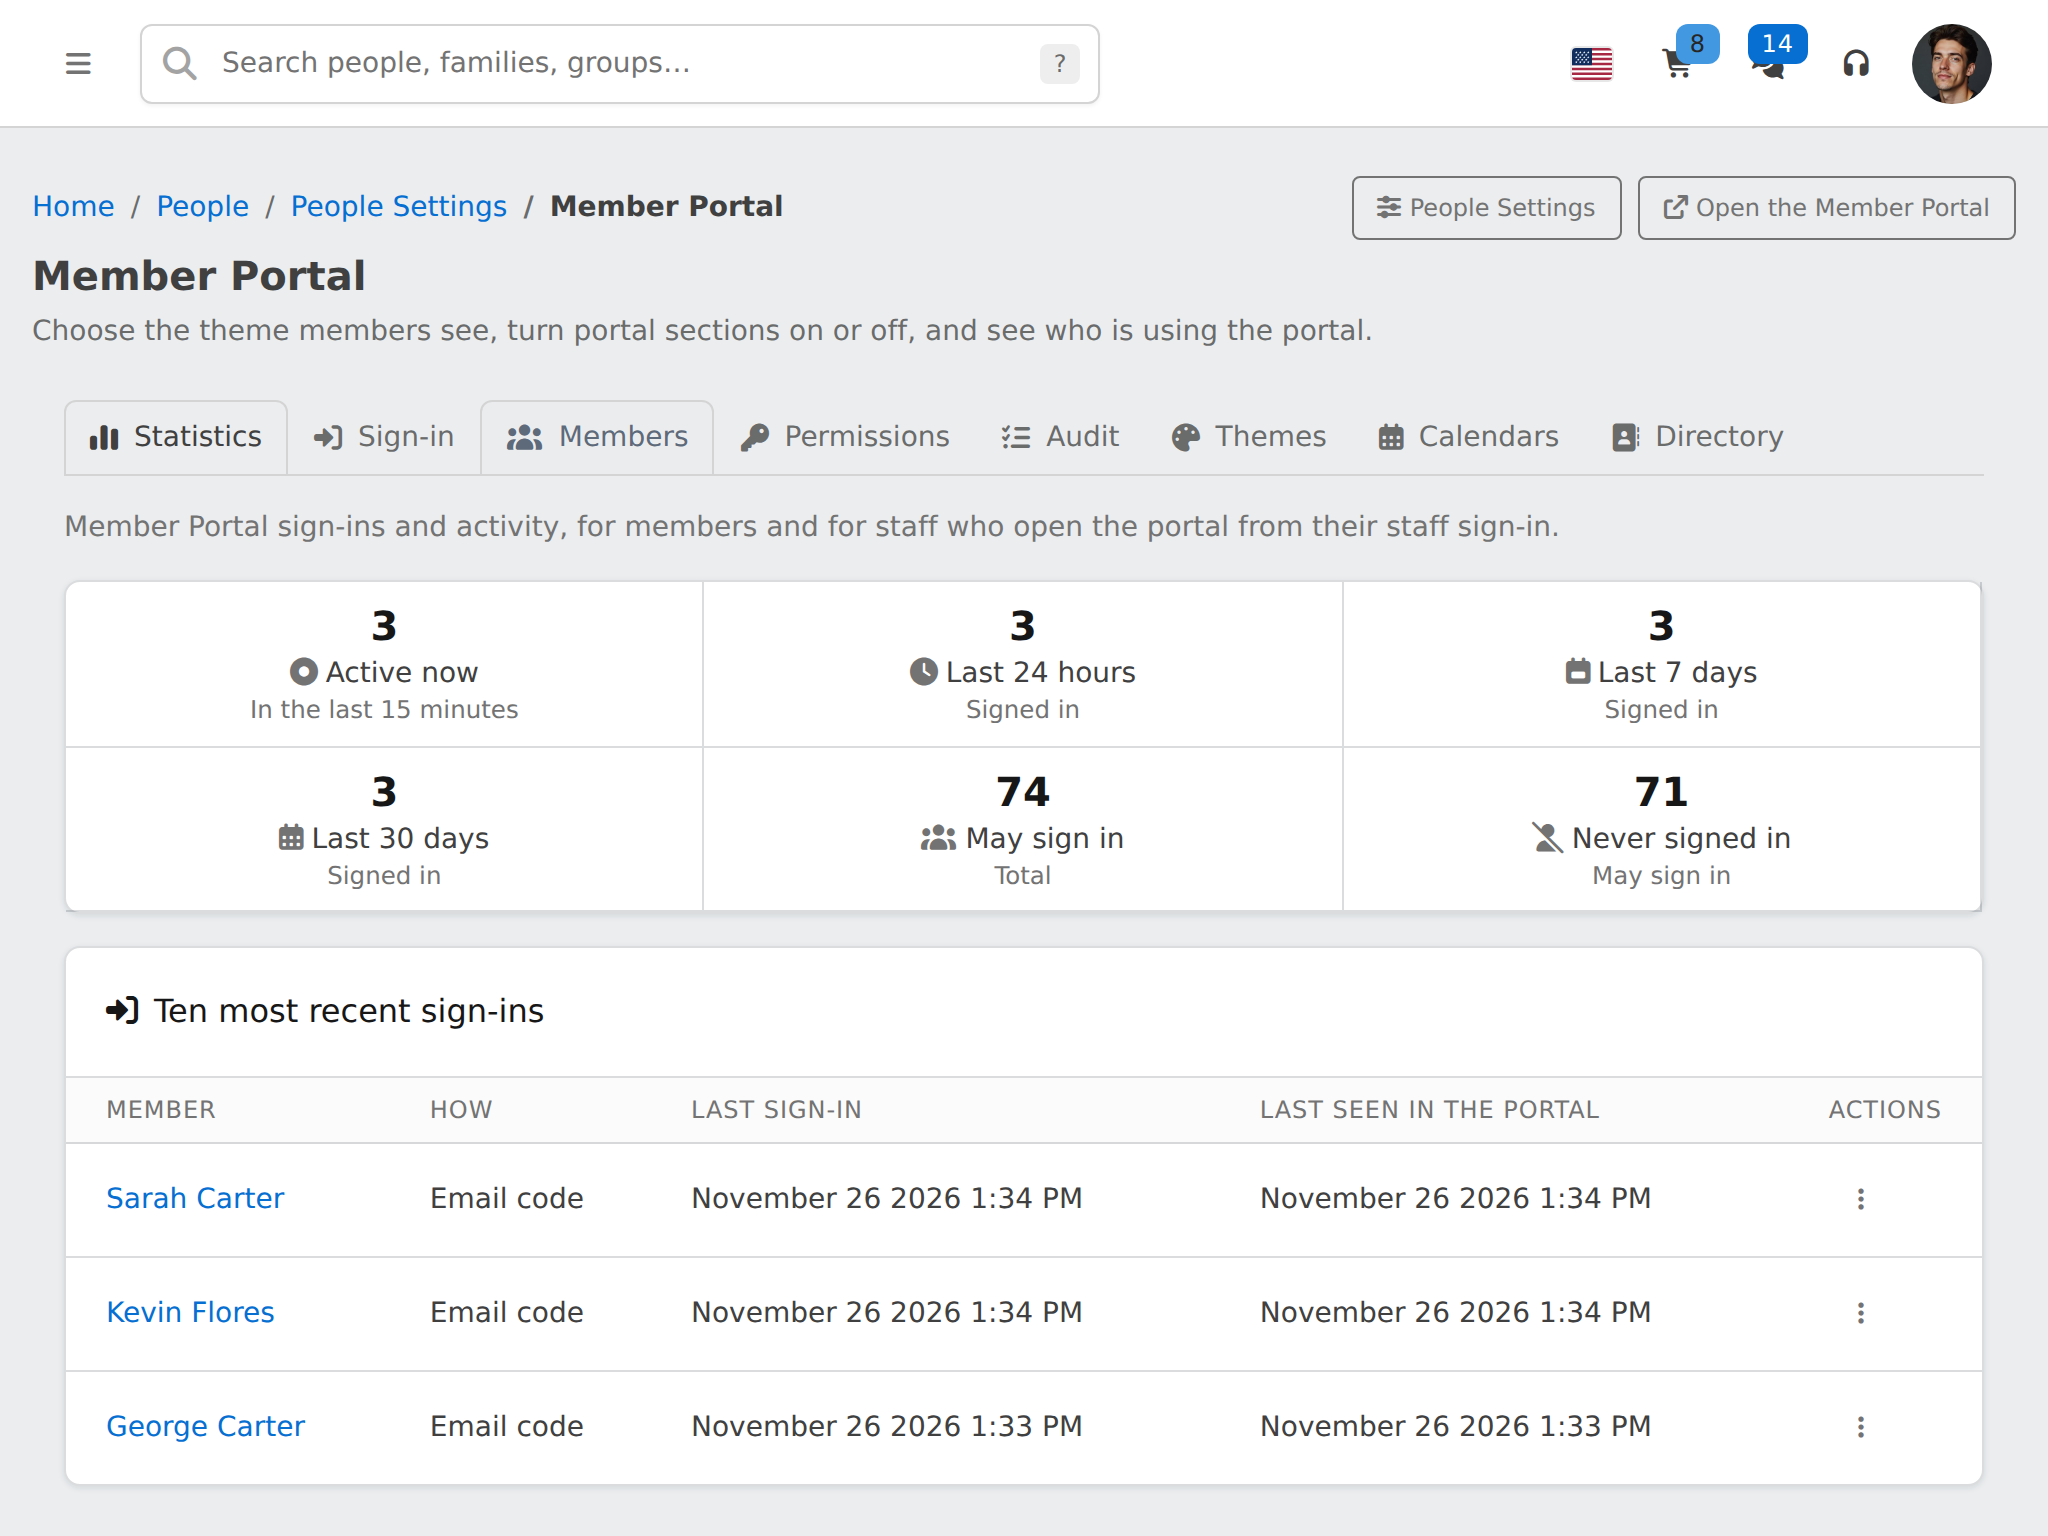 Search people, families, groups...
?
8
14
Home / People / People Settings / Member Portal
People Settings
Open the Member Portal
Member Portal
Choose the theme members see, turn portal sections on or off, and see who is using the portal.
Statistics
Sign-in
Members
Permissions
Audit
Themes
Calendars
Directory
Member Portal sign-ins and activity, for members and for staff who open the portal from their staff sign-in.
3
Active now
In the last 15 minutes
3
Last 24 hours
Signed in
3
Last 7 days
Signed in
3
Last 30 days
Signed in
74
May sign in
Total
71
Never signed in
May sign in
Ten most recent sign-ins
MEMBER HOW LAST SIGN-IN LAST SEEN IN THE PORTAL ACTIONS
Sarah Carter Email code November 26 2026 1:34 PM November 26 2026 1:34 PM
Kevin Flores Email code November 26 2026 1:34 PM November 26 2026 1:34 PM
George Carter Email code November 26 2026 1:33 PM November 26 2026 1:33 PM